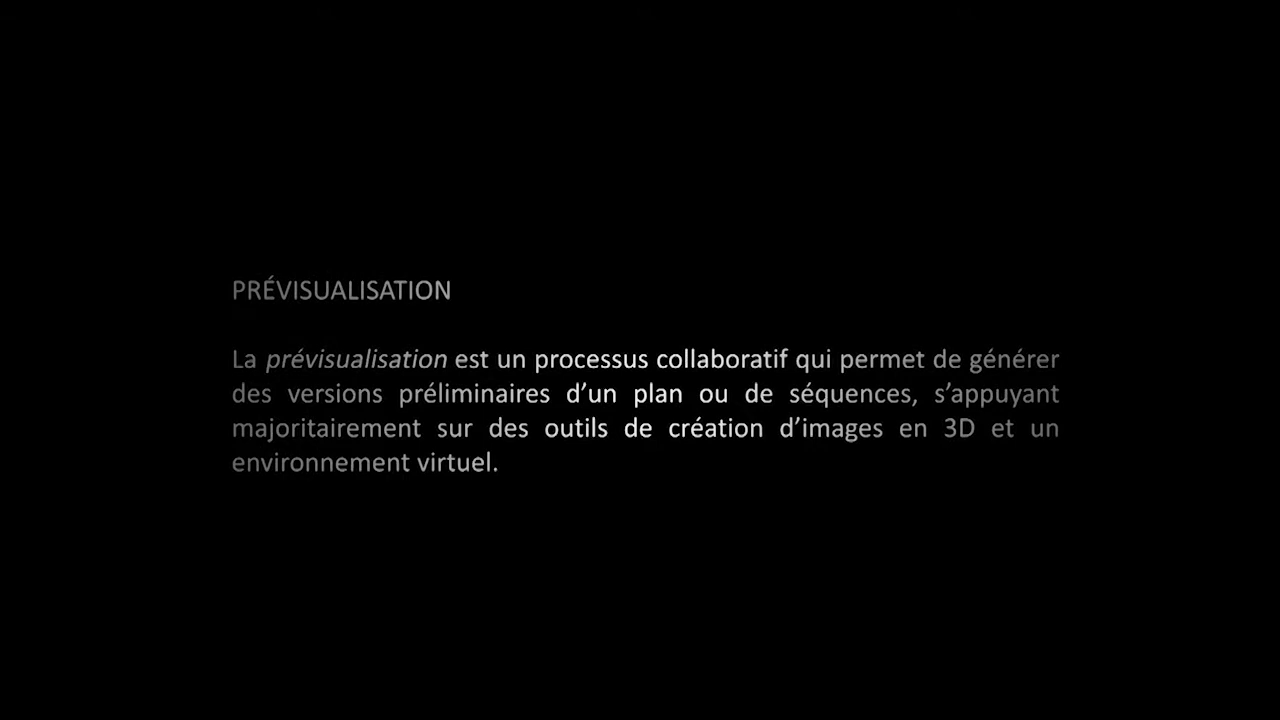 PRÉVISUALISATION
La prévisualisation est un processus collaboratif qui permet de générer
des versions préliminaires d’un plan ou de séquences, s’appuyant
majoritairement sur des outils de création d’images en 3D et un
environnement virtuel.